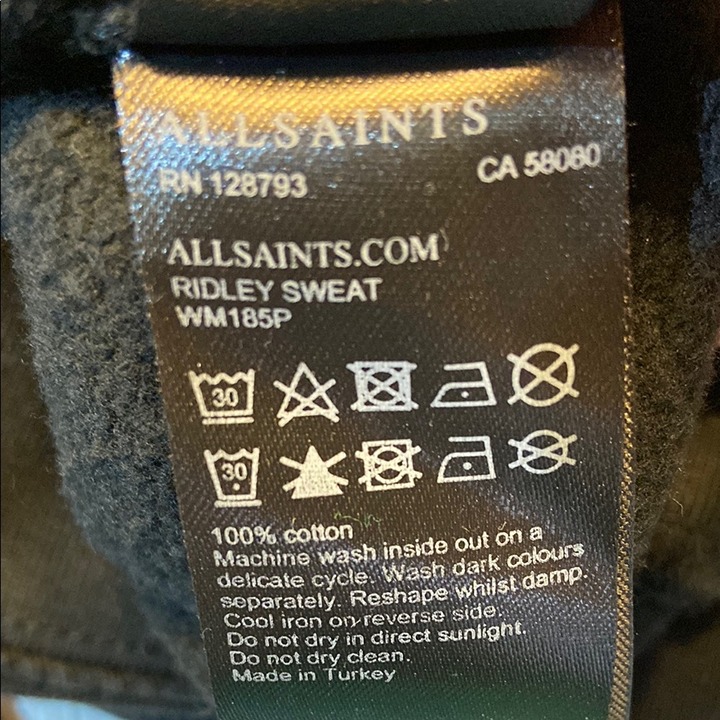 ALLSAINTS
RN 128793 CA 58080
ALLSAINTS.COM
RIDLEY SWEAT
WM185P
30
30
100% cotton
Machine wash inside out on a
delicate cycle. Wash dark colours
separately. Reshape whilst damp.
Cool iron on reverse side.
Do not dry in direct sunlight.
Do not dry clean.
Made in Turkey